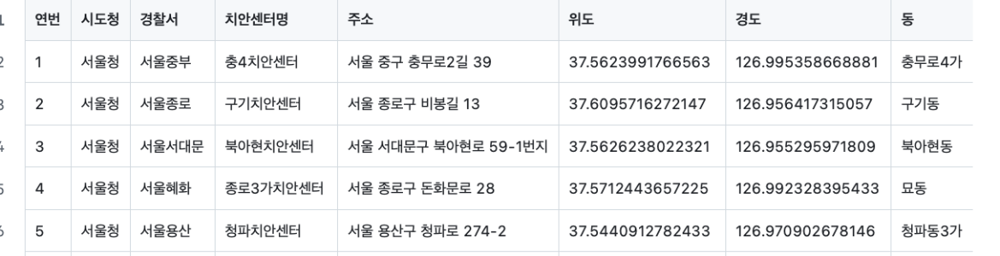 1 연번 시도청 경찰서 치안센터명 주소 위도 경도 동
2 1 서울청 서울중부 충4치안센터 서울 중구 충무로2길 39 37.5623991766563 126.995358668881 충무로4가
3 2 서울청 서울종로 구기치안센터 서울 종로구 비봉길 13 37.6095716272147 126.956417315057 구기동
4 3 서울청 서울서대문 북아현치안센터 서울 서대문구 북아현로 59-1번지 37.5626238022321 126.955295971809 북아현동
5 4 서울청 서울혜화 종로3가치안센터 서울 종로구 돈화문로 28 37.5712443657225 126.992328395433 묘동
6 5 서울청 서울용산 청파치안센터 서울 용산구 청파로 274-2 37.5440912782433 126.970902678146 청파동3가